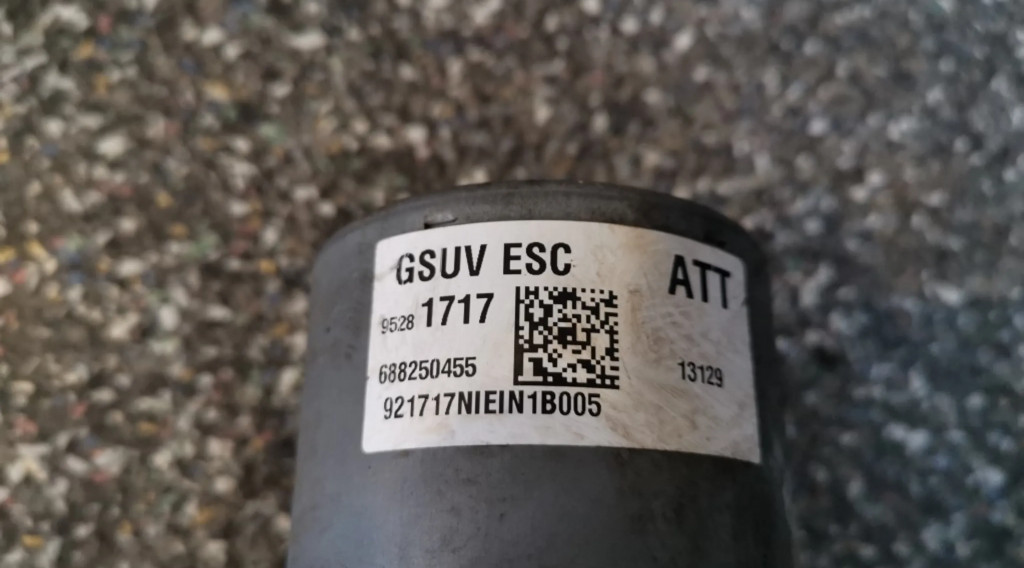 GSUV ESC ATT
9528 1717
688250455 13129
921717NIEIN1B005